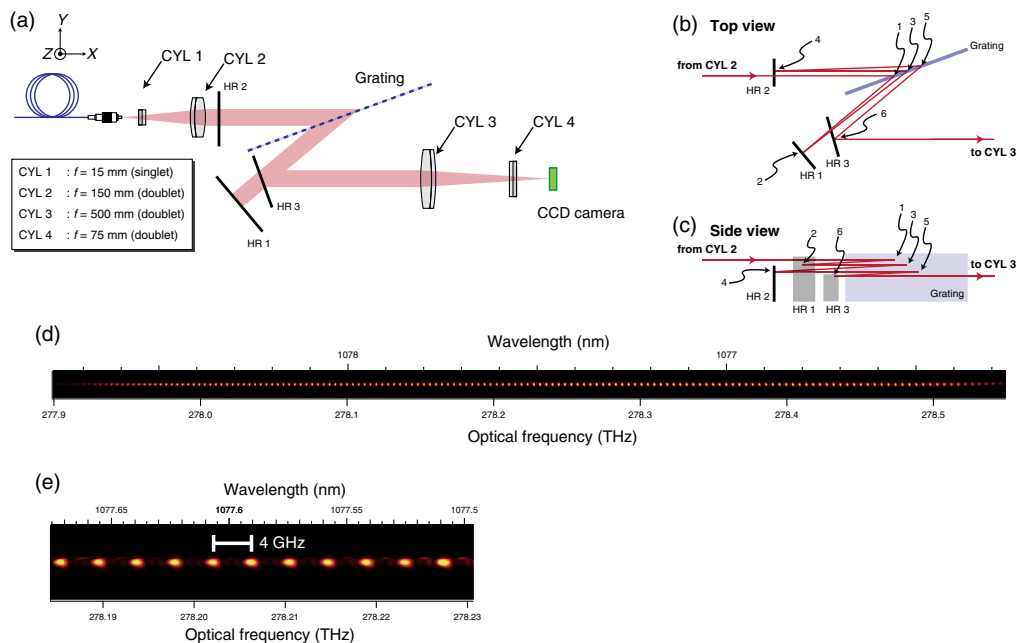 (a)
Y
Z
X
CYL 1
CYL 2
HR 2
Grating
CYL 3
CYL 4
HR 3
HR 1
CCD camera
CYL 1 : f = 15 mm (singlet)
CYL 2 : f = 150 mm (doublet)
CYL 3 : f = 500 mm (doublet)
CYL 4 : f = 75 mm (doublet)
(b) Top view
4
1
3
5
Grating
from CYL 2
HR 2
6
to CYL 3
2
HR 1
HR 3
(c) Side view
from CYL 2
2
6
1
3
5
to CYL 3
4
HR 2
HR 1
HR 3
Grating
(d)
Wavelength (nm)
1078
1077
277.9
278.0
278.1
278.2
278.3
278.4
278.5
Optical frequency (THz)
(e)
Wavelength (nm)
1077.65
1077.6
1077.55
1077.5
4 GHz
278.19
278.20
278.21
278.22
278.23
Optical frequency (THz)